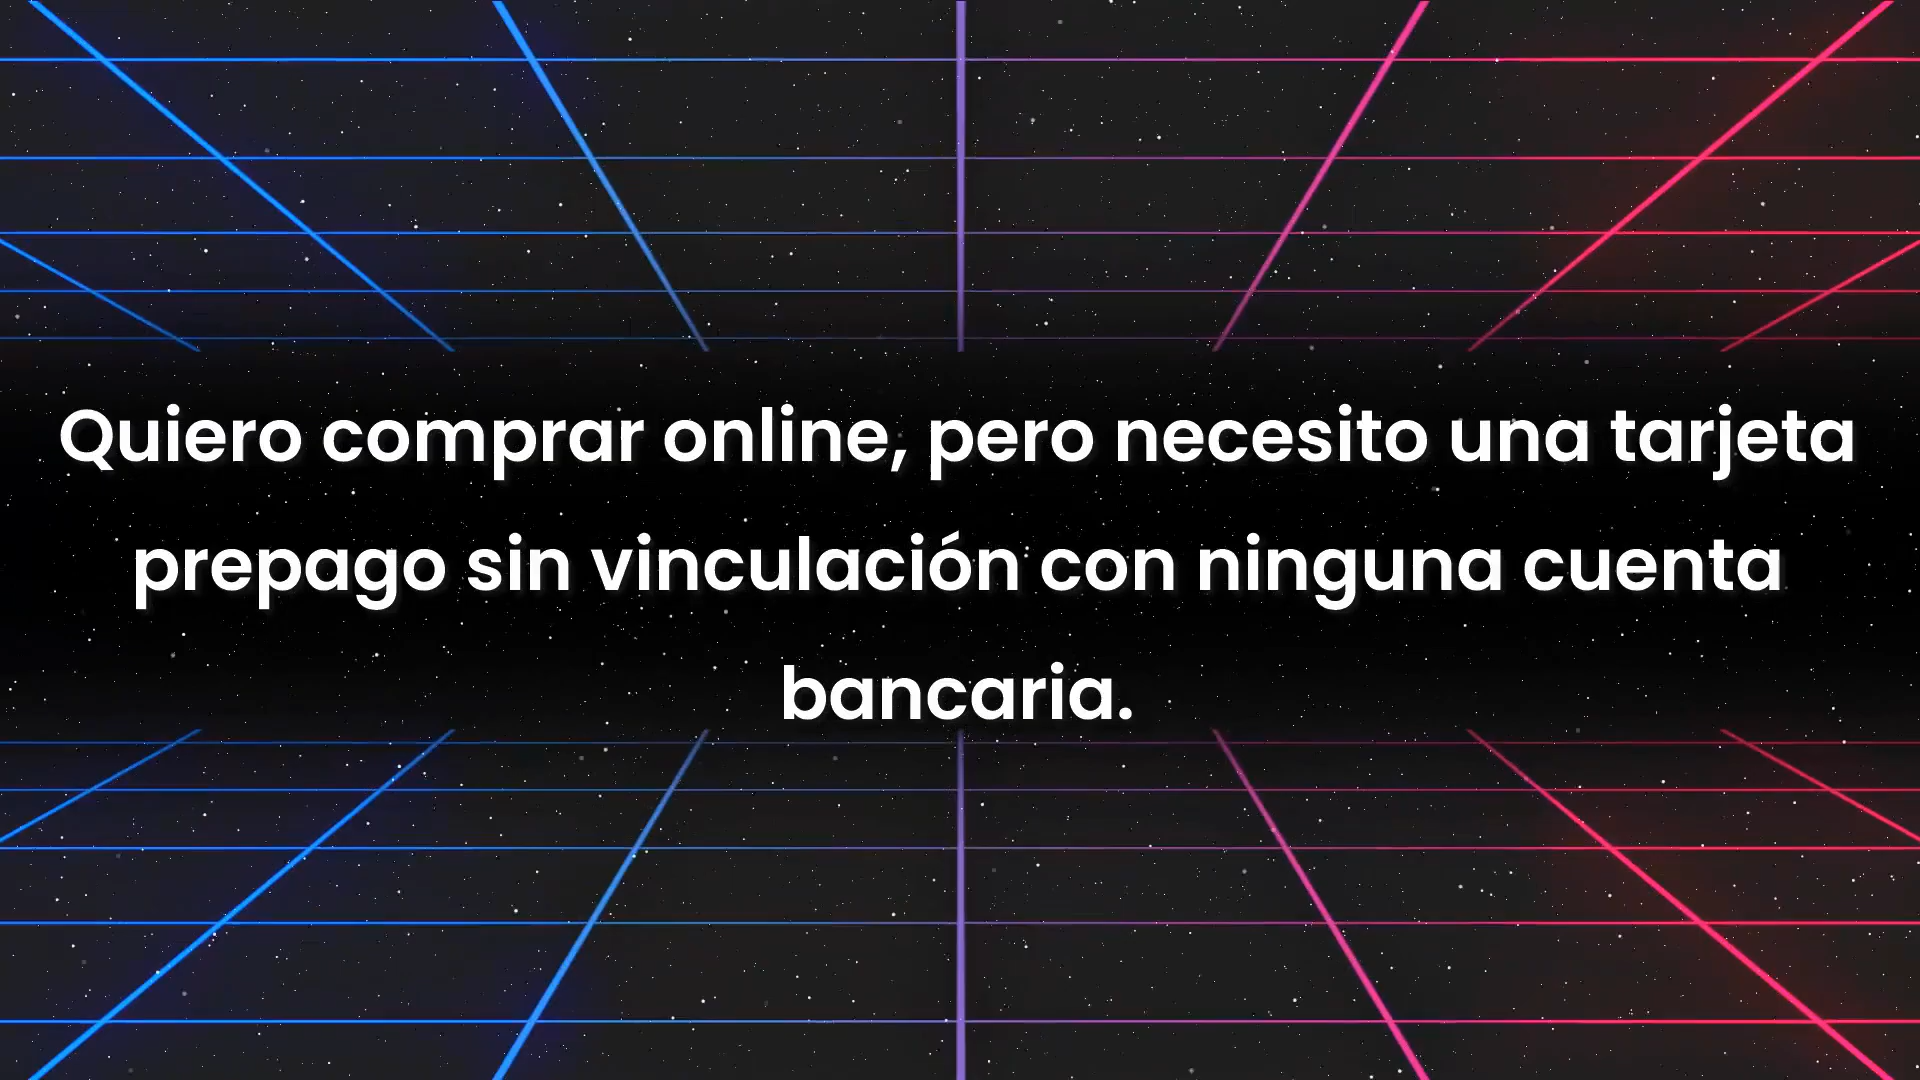 Quiero comprar online, pero necesito una tarjeta
prepago sin vinculación con ninguna cuenta
bancaria.